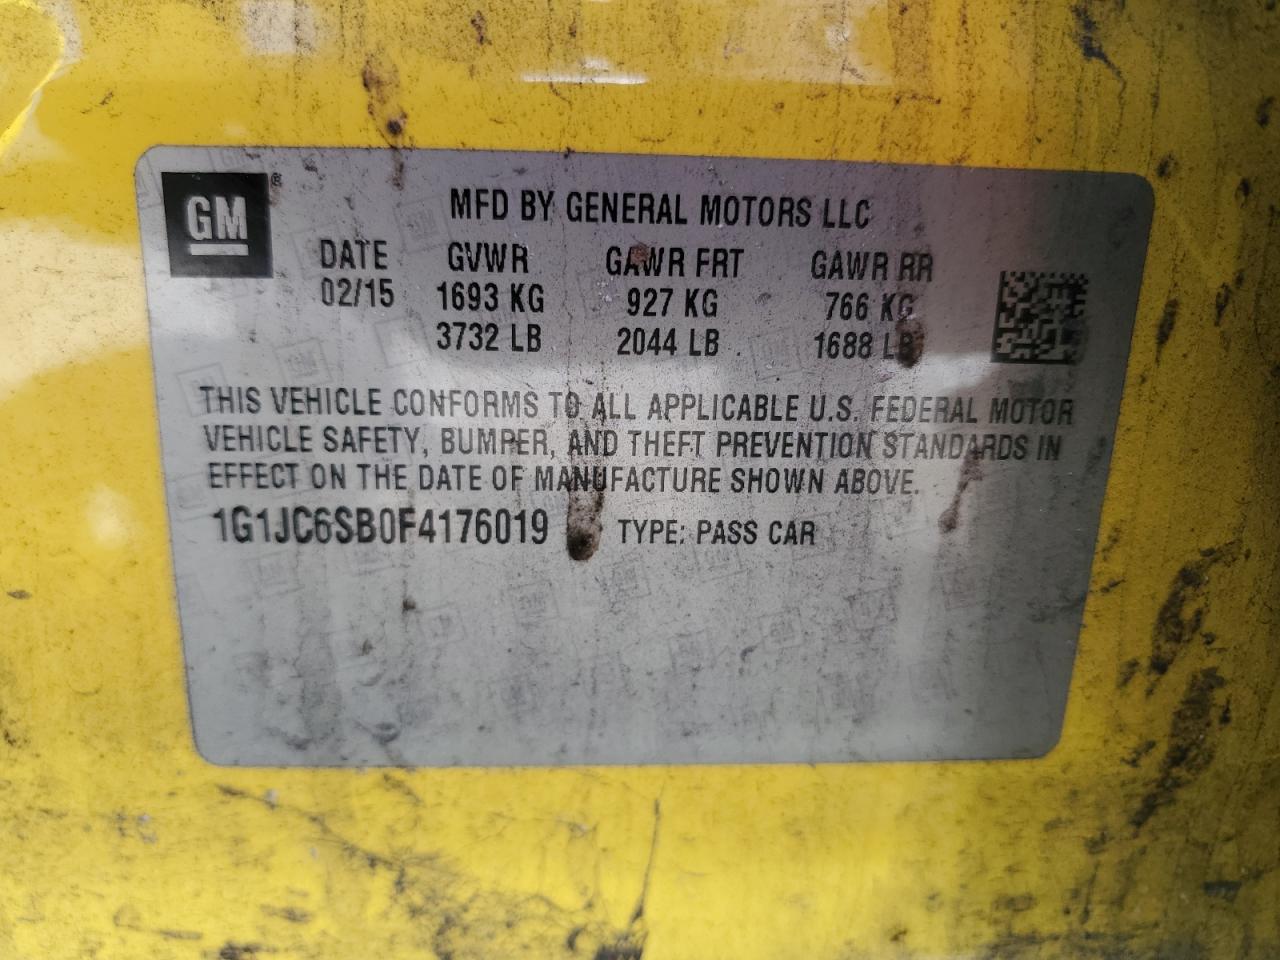 GM ®
MFD BY GENERAL MOTORS LLC
DATE GVWR GAWR FRT GAWR RR
02/15 1693 KG 927 KG 766 KG
3732 LB 2044 LB 1688 LB
THIS VEHICLE CONFORMS TO ALL APPLICABLE U.S. FEDERAL MOTOR
VEHICLE SAFETY, BUMPER, AND THEFT PREVENTION STANDARDS IN
EFFECT ON THE DATE OF MANUFACTURE SHOWN ABOVE.
1G1JC6SB0F4176019 TYPE: PASS CAR